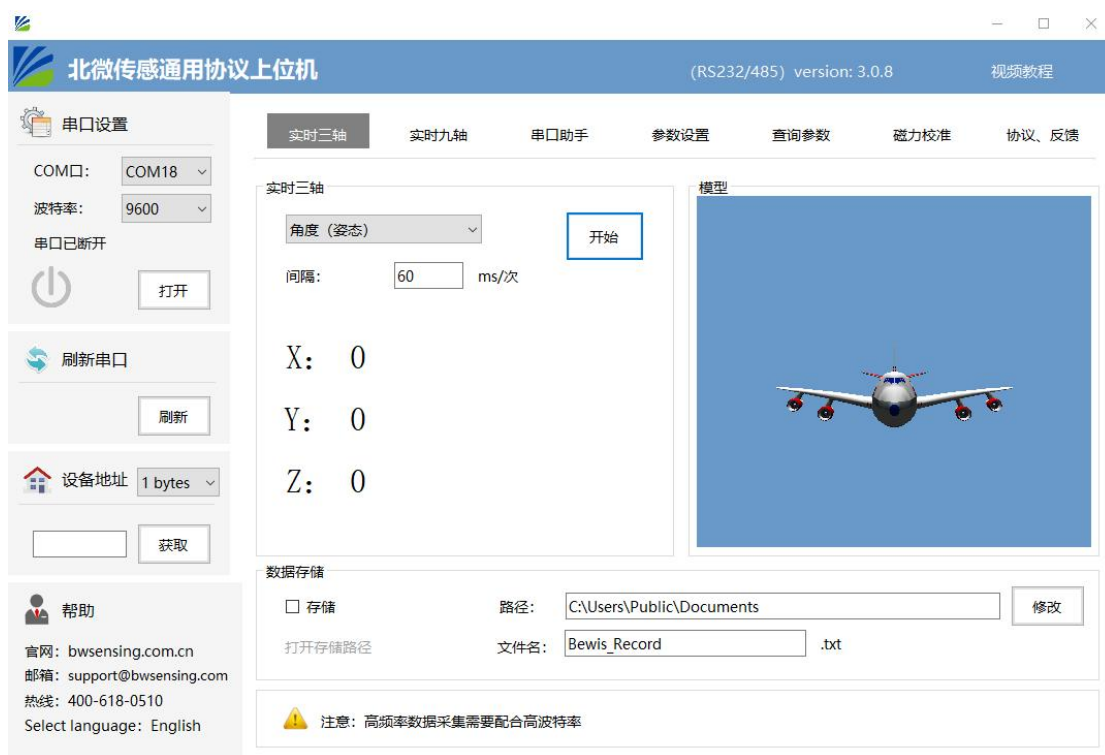 北微传感通用协议上位机
(RS232/485) version: 3.0.8
视频教程
串口设置
COM口: COM18
波特率: 9600
串口已断开
打开
刷新串口
刷新
设备地址 1 bytes
获取
帮助
官网: bwsensing.com.cn
邮箱: support@bwsensing.com
热线: 400-618-0510
Select language: English
实时三轴 实时九轴 串口助手 参数设置 查询参数 磁力校准 协议、反馈
实时三轴
角度（姿态）
开始
间隔: 60 ms/次
X: 0
Y: 0
Z: 0
模型
数据存储
存储 路径: C:\Users\Public\Documents 修改
打开存储路径 文件名: Bewis_Record .txt
注意: 高频率数据采集需要配合高波特率